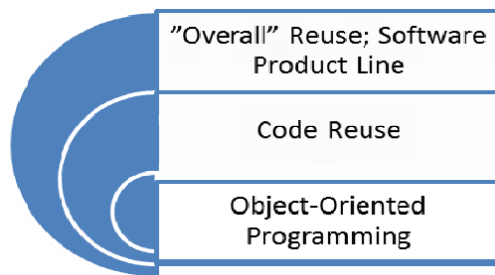 ”Overall” Reuse; Software
Product Line
Code Reuse
Object-Oriented
Programming